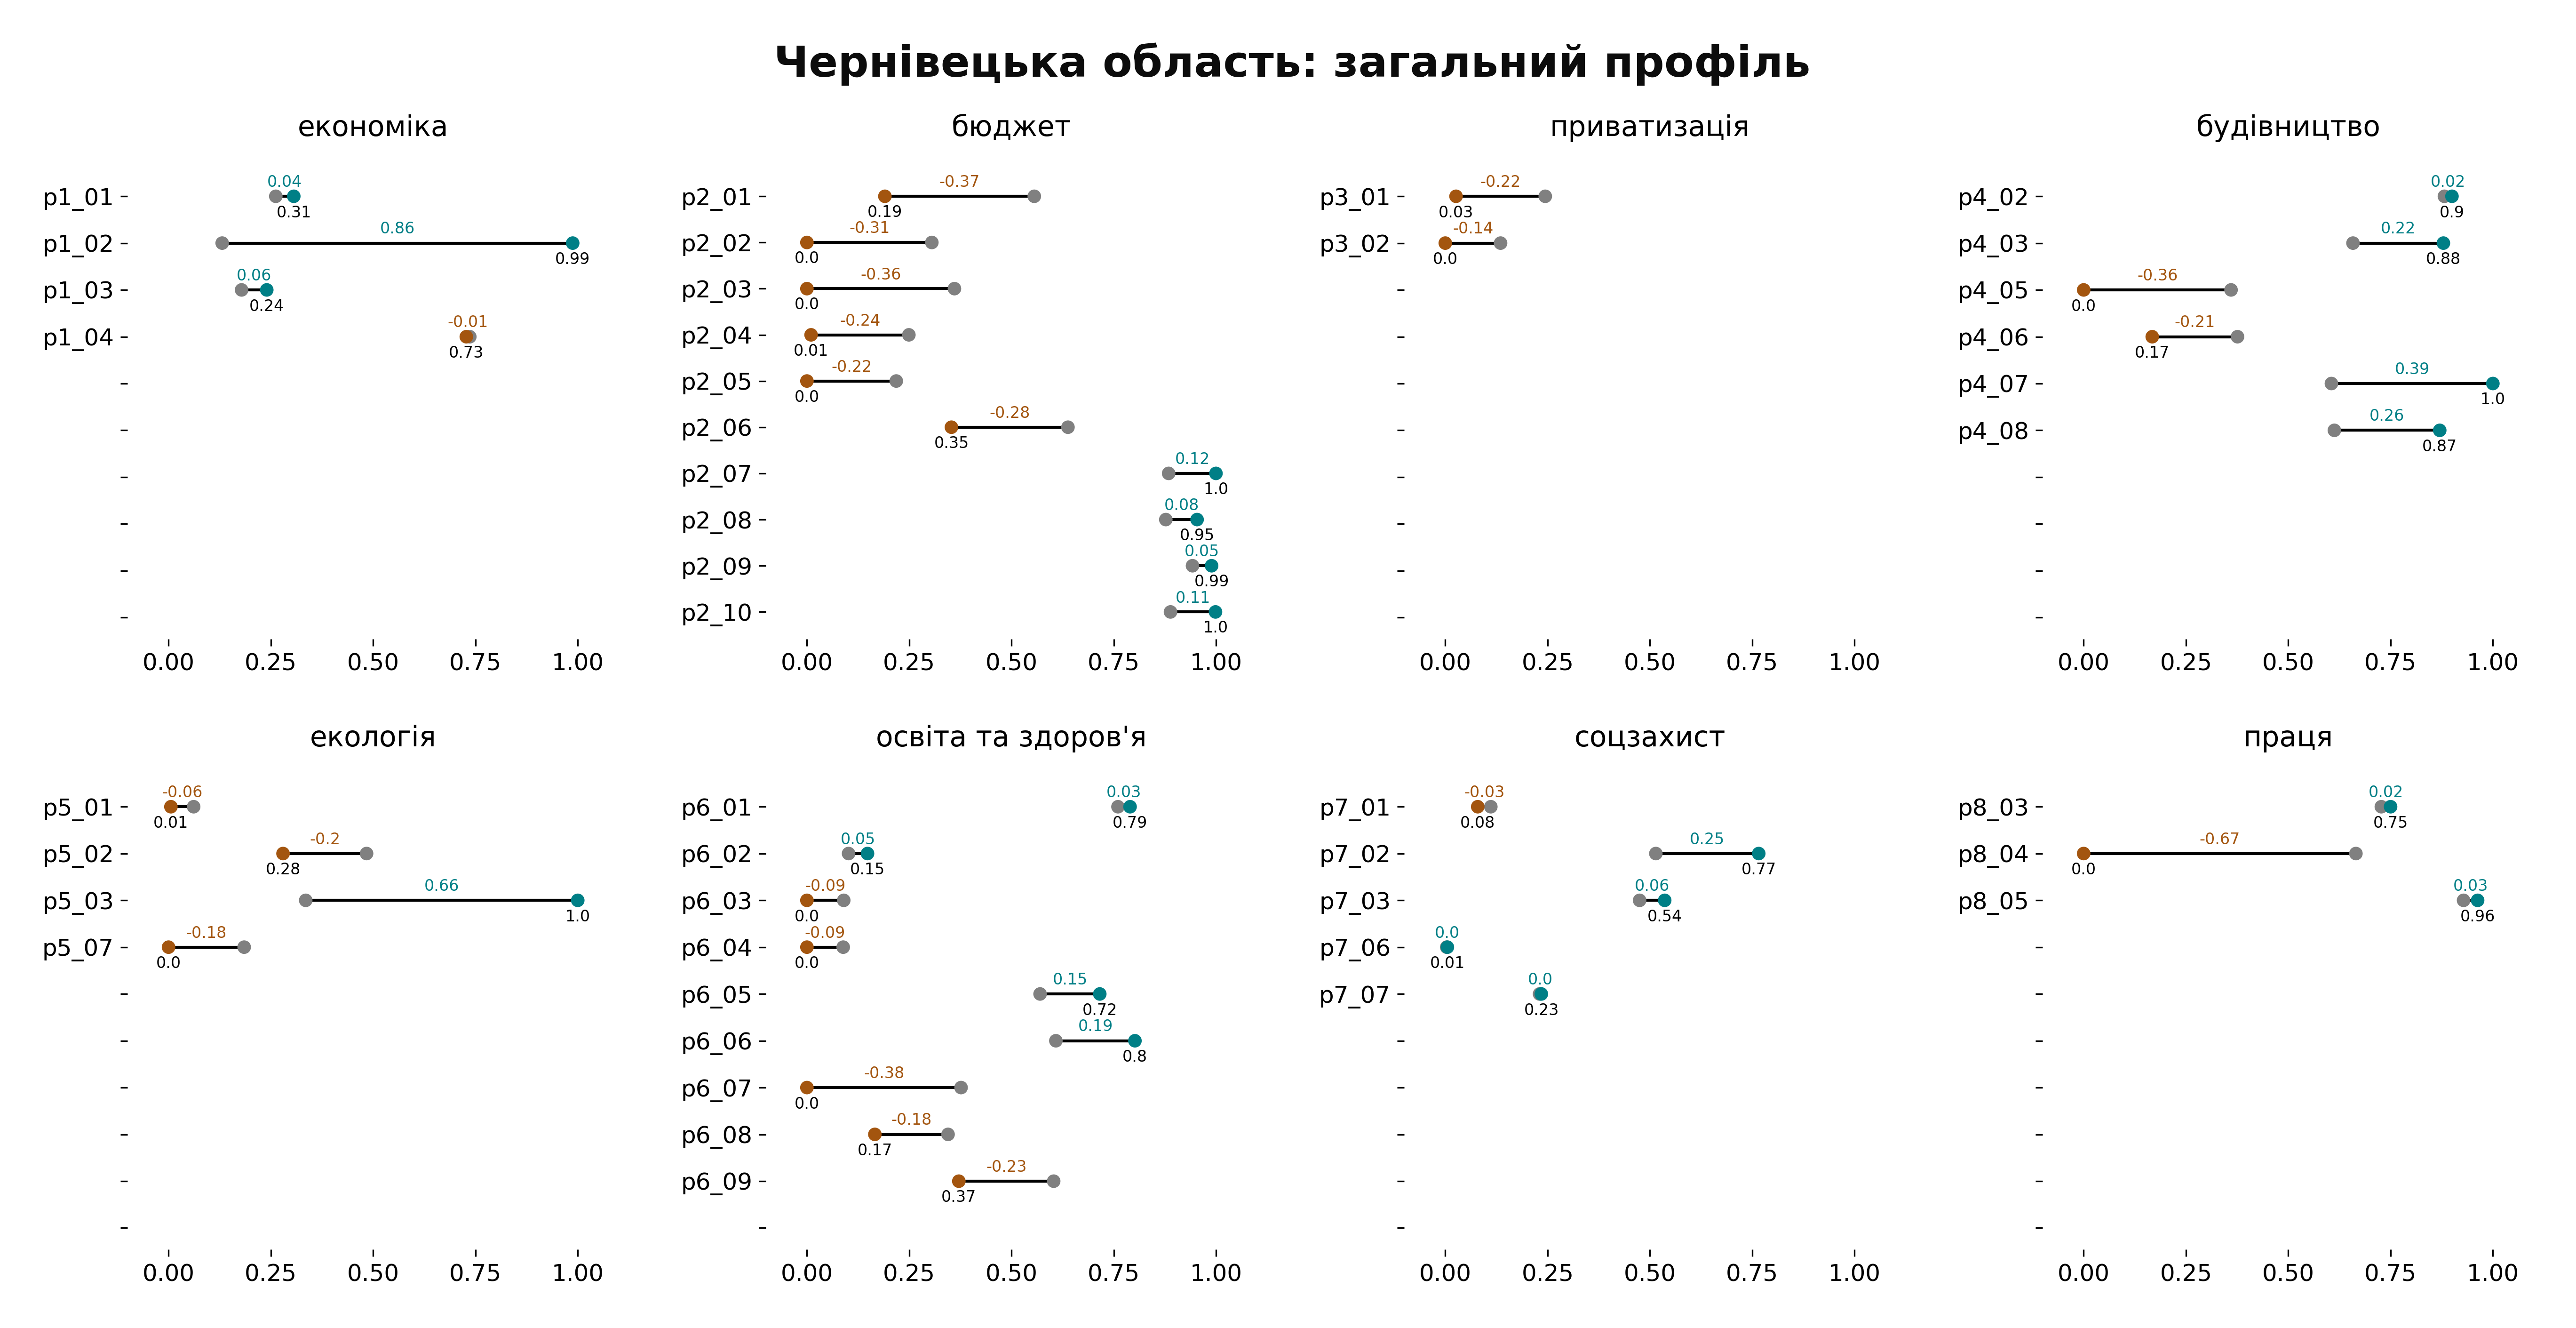 Чернівецька область: загальний профіль
економіка
p1_01
0.04
0.31
p1_02
0.86
0.99
p1_03
0.06
0.24
p1_04
-0.01
0.73
0.00 0.25 0.50 0.75 1.00
бюджет
p2_01
-0.37
0.19
p2_02
-0.31
0.0
p2_03
-0.36
0.0
p2_04
-0.24
0.01
p2_05
-0.22
0.0
p2_06
-0.28
0.35
p2_07
0.12
1.0
p2_08
0.08
0.95
p2_09
0.05
0.99
p2_10
0.11
1.0
0.00 0.25 0.50 0.75 1.00
приватизація
p3_01
-0.22
0.03
p3_02
-0.14
0.0
0.00 0.25 0.50 0.75 1.00
будівництво
p4_02
0.02
0.9
p4_03
0.22
0.88
p4_05
-0.36
0.0
p4_06
-0.21
0.17
p4_07
0.39
1.0
p4_08
0.26
0.87
0.00 0.25 0.50 0.75 1.00
екологія
p5_01
-0.06
0.01
p5_02
-0.2
0.28
p5_03
0.66
1.0
p5_07
-0.18
0.0
0.00 0.25 0.50 0.75 1.00
освіта та здоров'я
p6_01
0.03
0.79
p6_02
0.05
0.15
p6_03
-0.09
0.0
p6_04
-0.09
0.0
p6_05
0.15
0.72
p6_06
0.19
0.8
p6_07
-0.38
0.0
p6_08
-0.18
0.17
p6_09
-0.23
0.37
0.00 0.25 0.50 0.75 1.00
соцзахист
p7_01
-0.03
0.08
p7_02
0.25
0.77
p7_03
0.06
0.54
p7_06
0.0
0.01
p7_07
0.0
0.23
0.00 0.25 0.50 0.75 1.00
праця
p8_03
0.02
0.75
p8_04
-0.67
0.0
p8_05
0.03
0.96
0.00 0.25 0.50 0.75 1.00